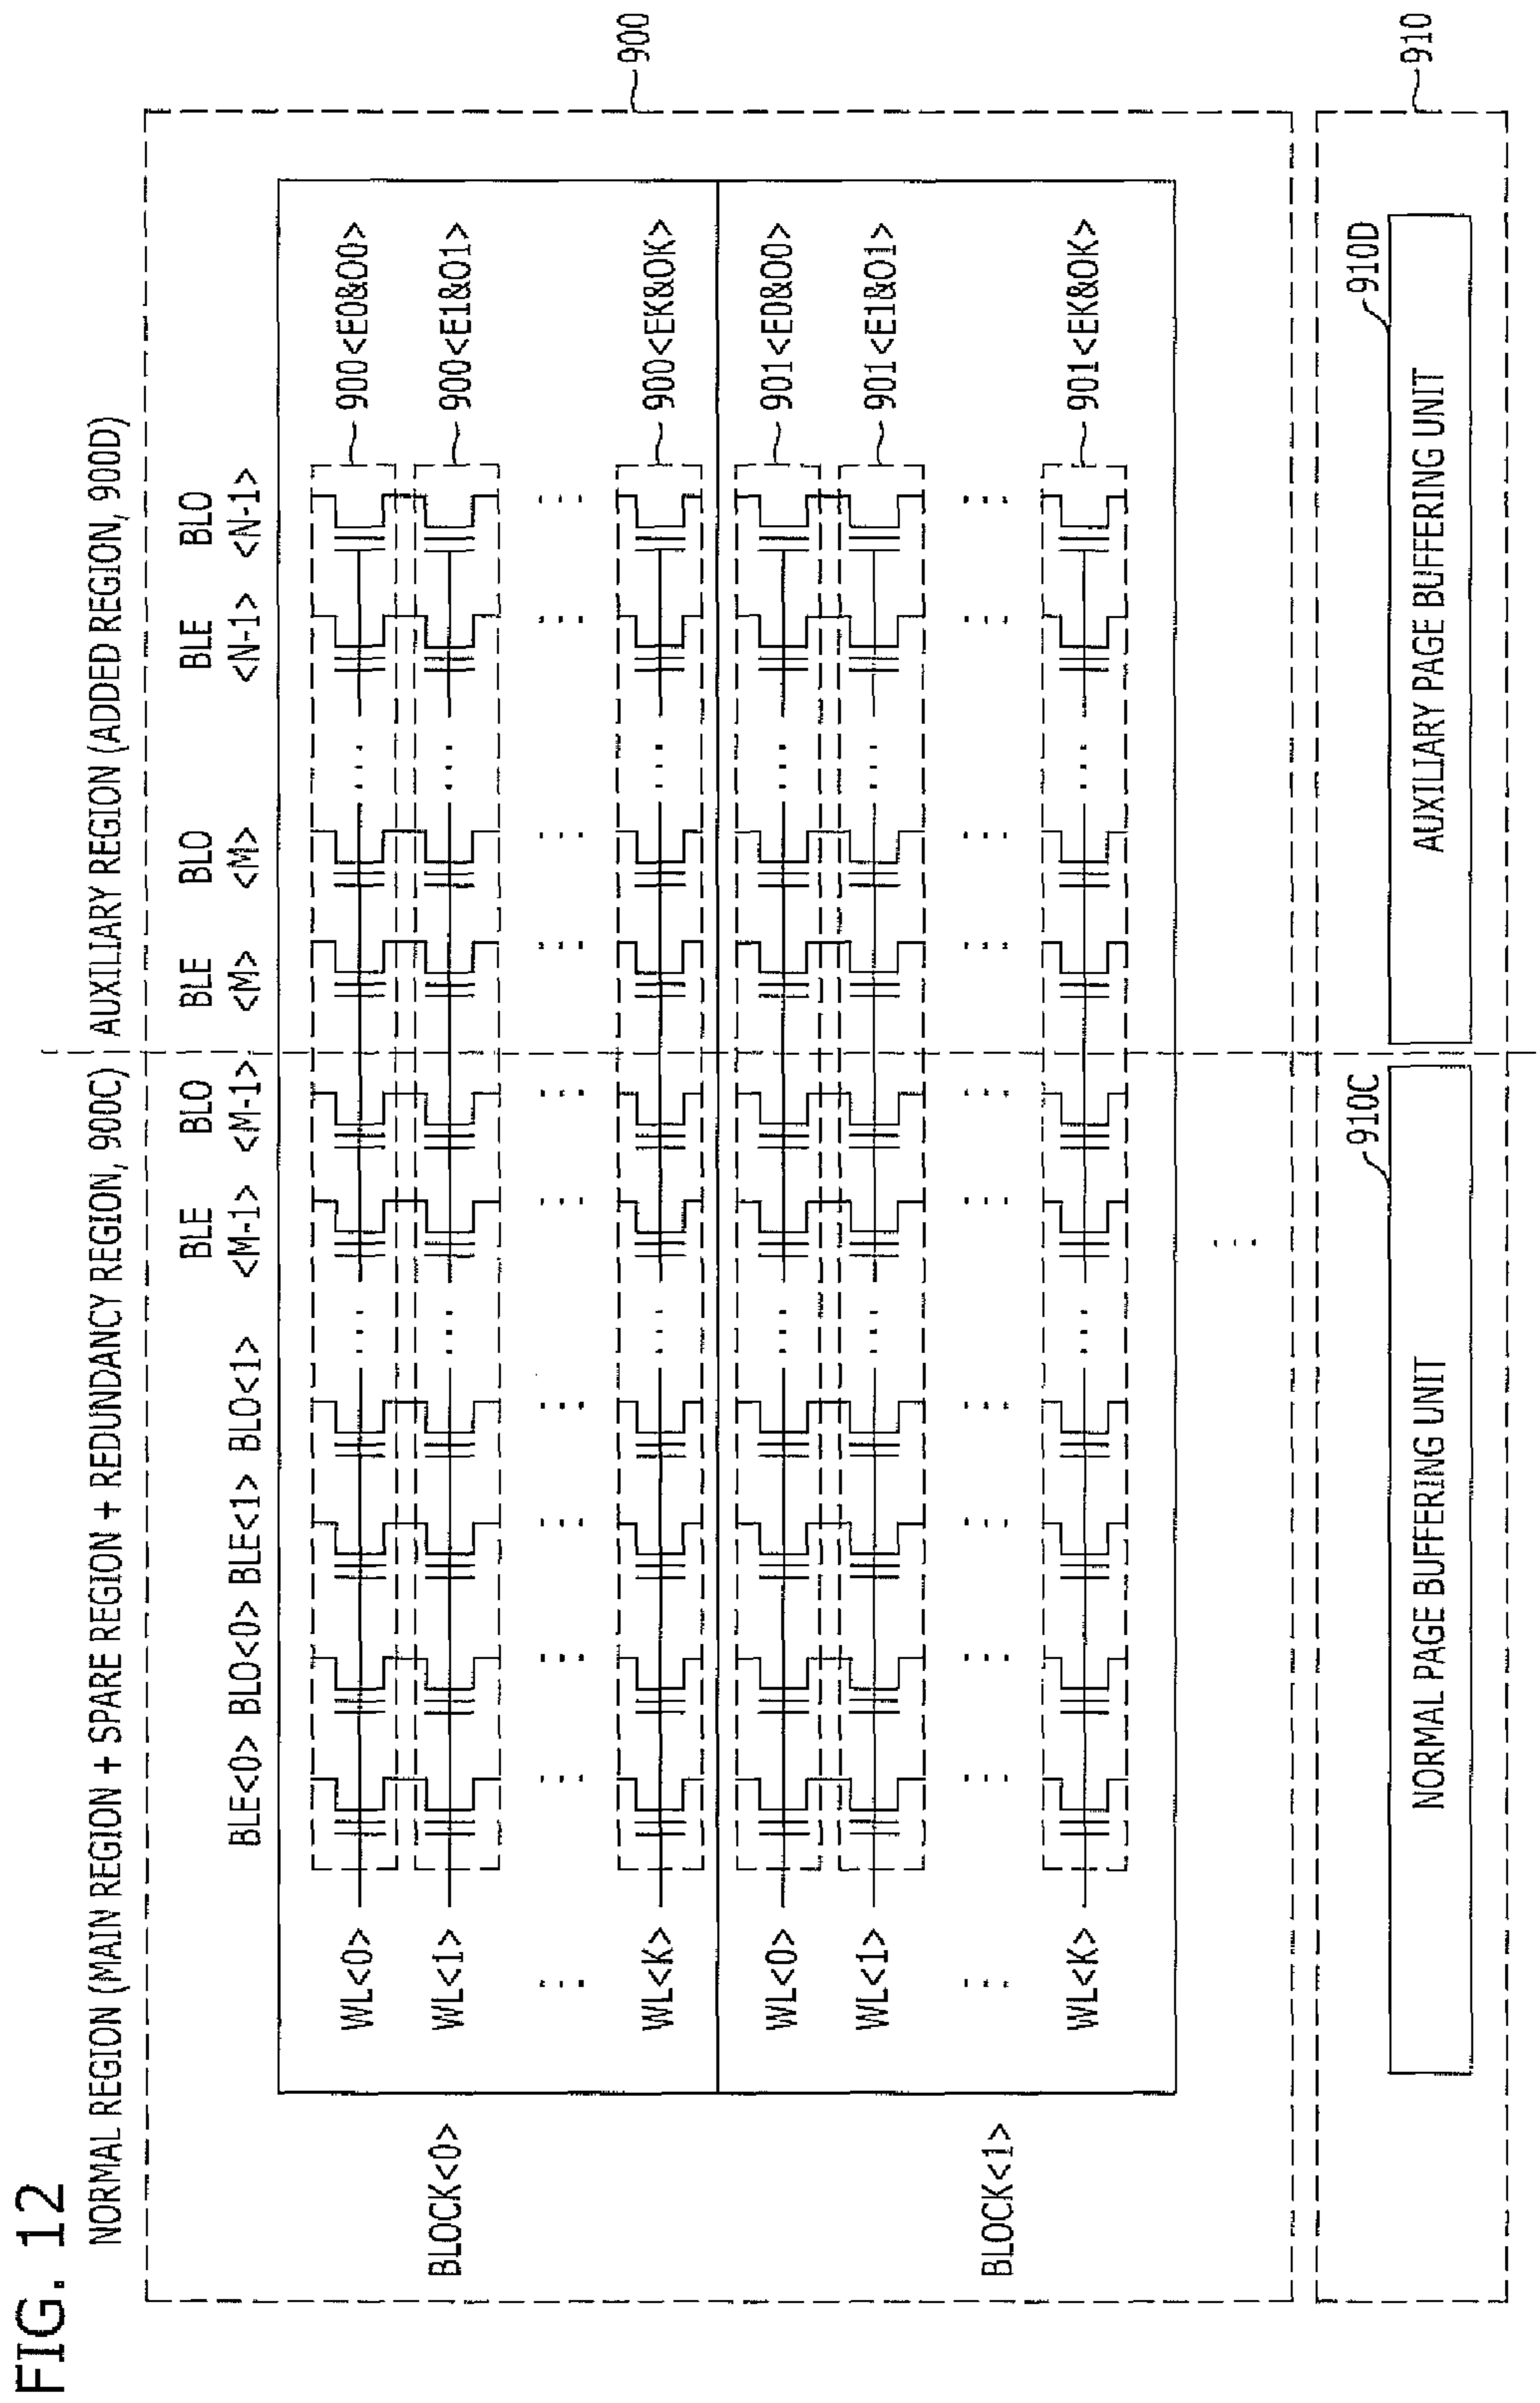 FIG. 12
NORMAL REGION (MAIN REGION + SPARE REGION + REDUNDANCY REGION, 900C) AUXILIARY REGION (ADDED REGION, 900D)
BLE<0> BLO<0> BLE<1> BLO<1>
BLE <M-1>
BLO <M-1>
BLE <M>
BLO <M>
BLE <N-1>
BLO <N-1>
900
BLOCK<0>
WL<0>
900<E0&O0>
WL<1>
900<E1&O1>
WL<K>
900<EK&OK>
BLOCK<1>
WL<0>
901<E0&O0>
WL<1>
901<E1&O1>
WL<K>
901<EK&OK>
910C
910D
NORMAL PAGE BUFFERING UNIT
AUXILIARY PAGE BUFFERING UNIT
910